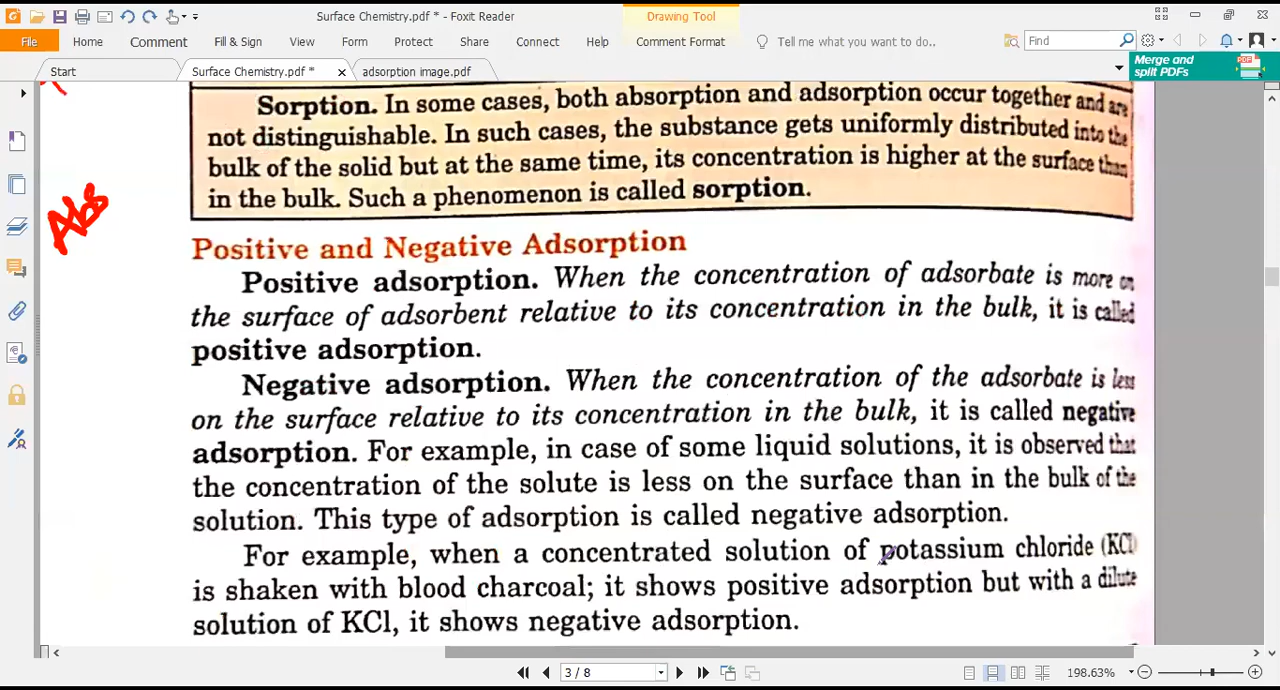 Surface Chemistry.pdf * - Foxit Reader
Drawing Tool
File Home Comment Fill & Sign View Form Protect Share Connect Help Comment Format Tell me what you want to do.. Find
Start Surface Chemistry.pdf * adsorption image.pdf
Merge and
split PDFs
Sorption. In some cases, both absorption and adsorption occur together and are
not distinguishable. In such cases, the substance gets uniformly distributed into the
bulk of the solid but at the same time, its concentration is higher at the surface than
in the bulk. Such a phenomenon is called sorption.
Abs
Positive and Negative Adsorption
Positive adsorption. When the concentration of adsorbate is more on
the surface of adsorbent relative to its concentration in the bulk, it is called
positive adsorption.
Negative adsorption. When the concentration of the adsorbate is less
on the surface relative to its concentration in the bulk, it is called negative
adsorption. For example, in case of some liquid solutions, it is observed that
the concentration of the solute is less on the surface than in the bulk of the
solution. This type of adsorption is called negative adsorption.
For example, when a concentrated solution of potassium chloride (KCl)
is shaken with blood charcoal; it shows positive adsorption but with a dilute
solution of KCl, it shows negative adsorption.
3 / 8
198.63%